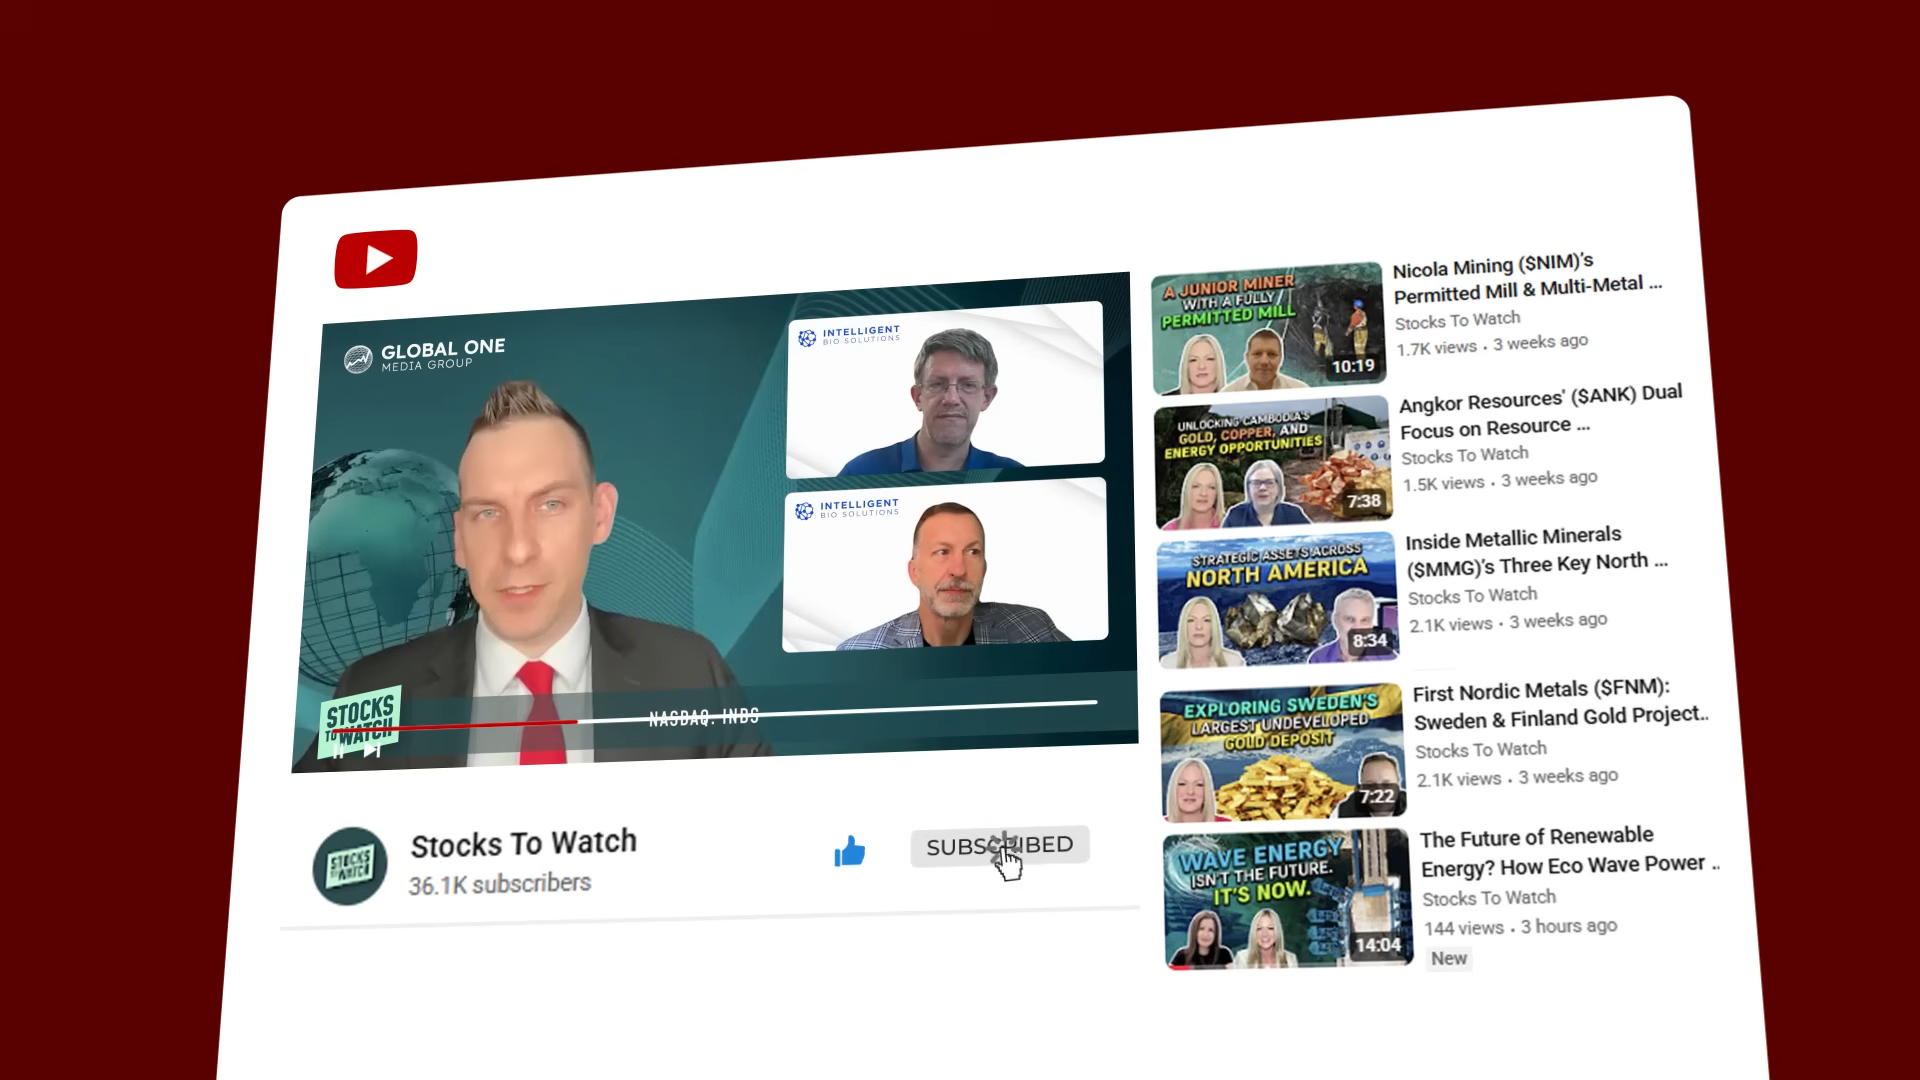 GLOBAL ONE
MEDIA GROUP
INTELLIGENT
BIO SOLUTIONS
INTELLIGENT
BIO SOLUTIONS
STOCKS
TO WATCH
NASDAQ: INBS
STOCKS
TO WATCH
Stocks To Watch
36.1K subscribers
SUBSCRIBED
A JUNIOR MINER
WITH A FULLY
PERMITTED MILL
10:19
Nicola Mining ($NIM)'s
Permitted Mill & Multi-Metal ...
Stocks To Watch
1.7K views • 3 weeks ago
UNLOCKING CAMBODIA'S
GOLD, COPPER, AND
ENERGY OPPORTUNITIES
7:38
Angkor Resources' ($ANK) Dual
Focus on Resource ...
Stocks To Watch
1.5K views • 3 weeks ago
STRATEGIC ASSETS ACROSS
NORTH AMERICA
8:34
Inside Metallic Minerals
($MMG)'s Three Key North ...
Stocks To Watch
2.1K views • 3 weeks ago
EXPLORING SWEDEN'S
LARGEST UNDEVELOPED
GOLD DEPOSIT
7:22
First Nordic Metals ($FNM):
Sweden & Finland Gold Project..
Stocks To Watch
2.1K views • 3 weeks ago
WAVE ENERGY
ISN'T THE FUTURE.
IT'S NOW.
14:04
The Future of Renewable
Energy? How Eco Wave Power ..
Stocks To Watch
144 views • 3 hours ago
New